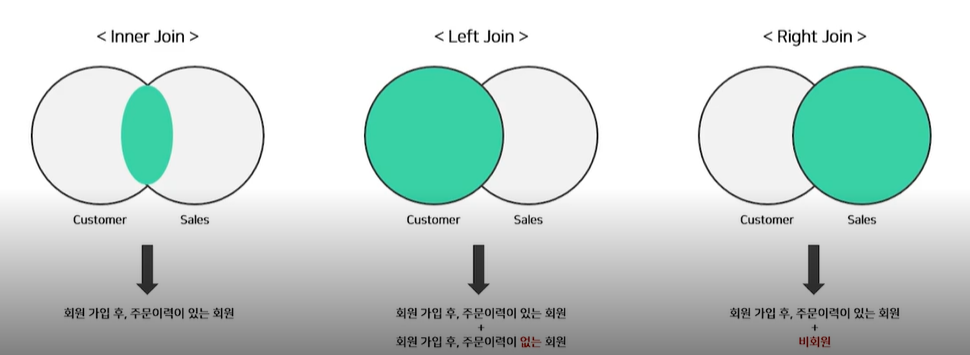 < Inner Join >
Customer
Sales
회원 가입 후, 주문이력이 있는 회원
< Left Join >
Customer
Sales
회원 가입 후, 주문이력이 있는 회원
+
회원 가입 후, 주문이력이 없는 회원
< Right Join >
Customer
Sales
회원 가입 후, 주문이력이 있는 회원
+
비회원